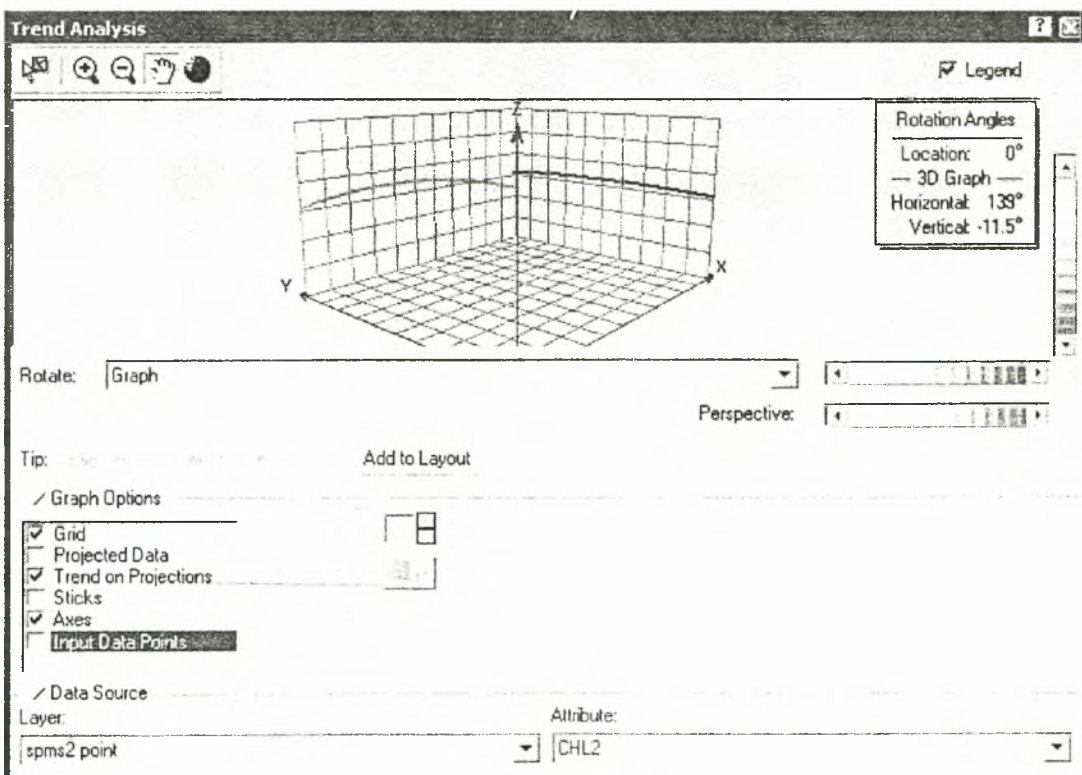 Trend Analysis
?
Legend
Z
Rotation Angles
Location: 0°
3D Graph
Horizontal: 139°
Vertical: -11.5°
Y
X
Rotate: Graph
Perspective:
Tip:
Add to Layout
Graph Options
Grid
Projected Data
Trend on Projections
Sticks
Axes
Input Data Points
Data Source
Layer: Attribute:
spms2 point CHL2